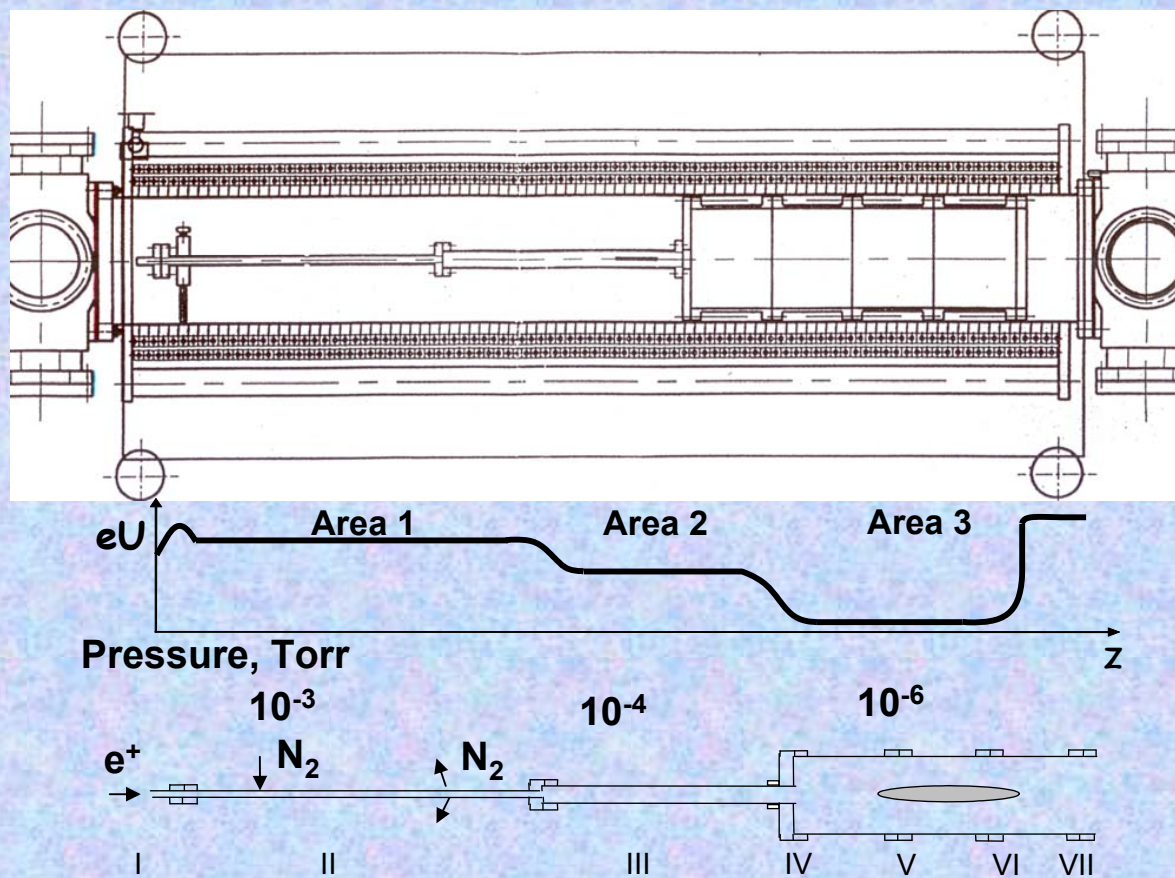 eU
Area 1 Area 2 Area 3
Pressure, Torr
z
10⁻³ 10⁻⁴ 10⁻⁶
e⁺ N₂ N₂
I II III IV V VI VII